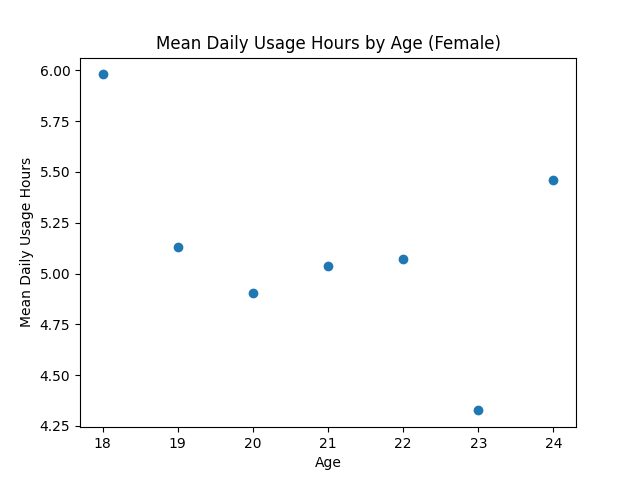 Mean Daily Usage Hours by Age (Female)
6.00
5.75
5.50
5.25
5.00
4.75
4.50
4.25
Mean Daily Usage Hours
18 19 20 21 22 23 24
Age